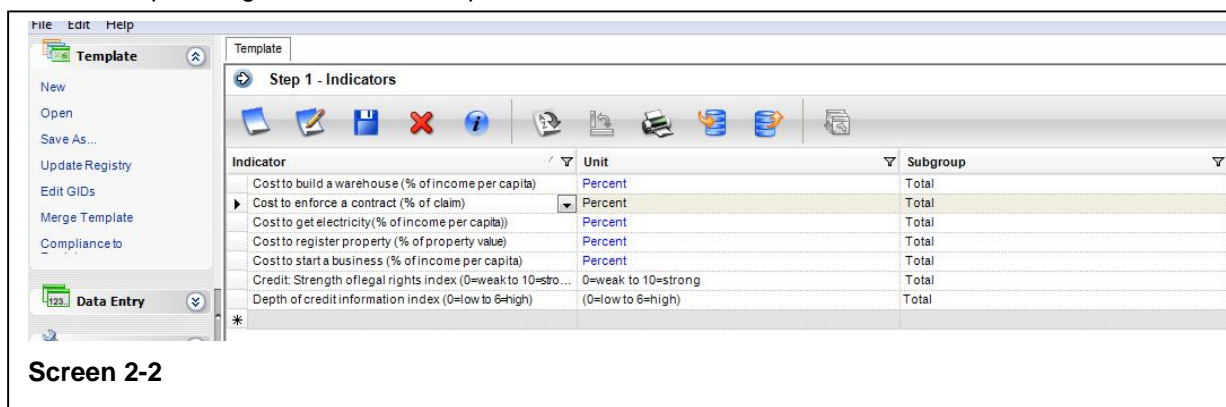 File Edit Help
Template
New
Open
Save As...
Update Registry
Edit GIDs
Merge Template
Compliance to
123.. Data Entry
Template
Step 1 - Indicators
Indicator Unit Subgroup
Cost to build a warehouse (% of income per capita) Percent Total
Cost to enforce a contract (% of claim) Percent Total
Cost to get electricity(% of income per capita)) Percent Total
Cost to register property (% of property value) Percent Total
Cost to start a business (% of income per capita) Percent Total
Credit: Strength of legal rights index (0=weak to 10=stro... 0=weak to 10=strong Total
Depth of credit information index (0=low to 6=high) (0=low to 6=high) Total
Screen 2-2